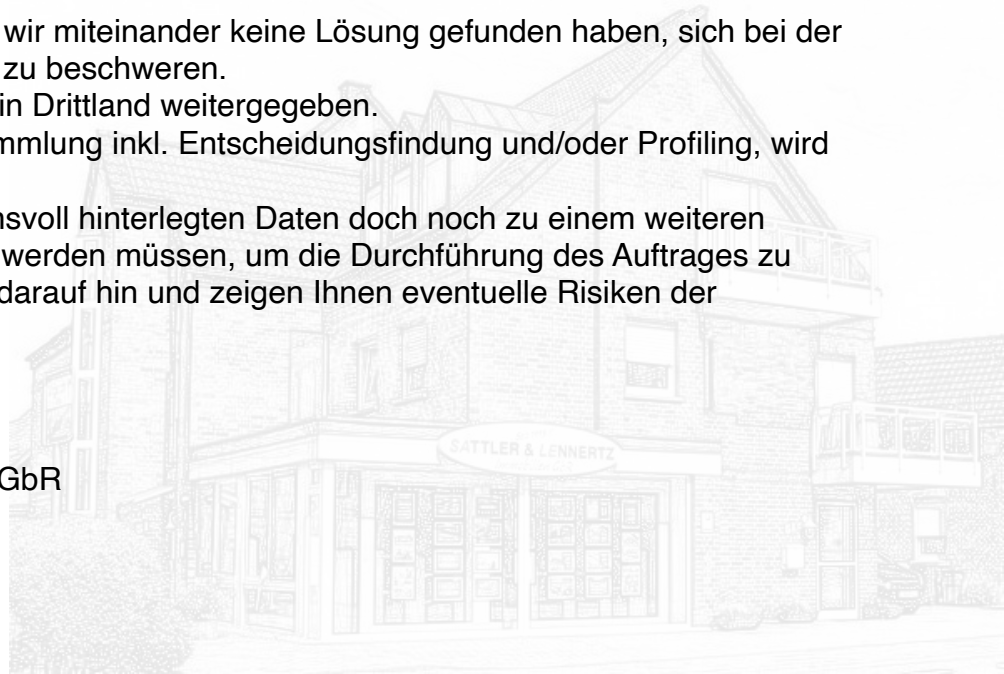 wir miteinander keine Lösung gefunden haben, sich bei der
zu beschweren.
in Drittland weitergegeben.
mmlung inkl. Entscheidungsfindung und/oder Profiling, wird
nsvoll hinterlegten Daten doch noch zu einem weiteren
werden müssen, um die Durchführung des Auftrages zu
darauf hin und zeigen Ihnen eventuelle Risiken der
SATTLER & LENNERTZ
GbR